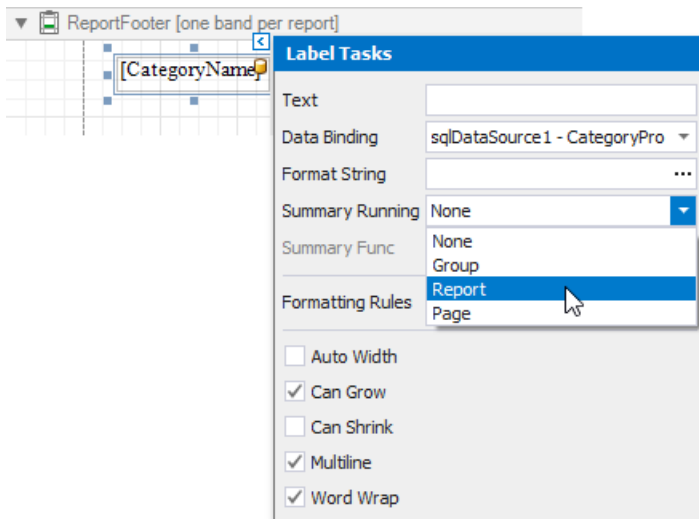 ReportFooter [one band per report]
[CategoryName]
Label Tasks
Text
Data Binding sqlDataSource1 - CategoryPro
Format String ...
Summary Running None
None
Summary Func
Group
Report
Formatting Rules
Page
Auto Width
Can Grow
Can Shrink
Multiline
Word Wrap